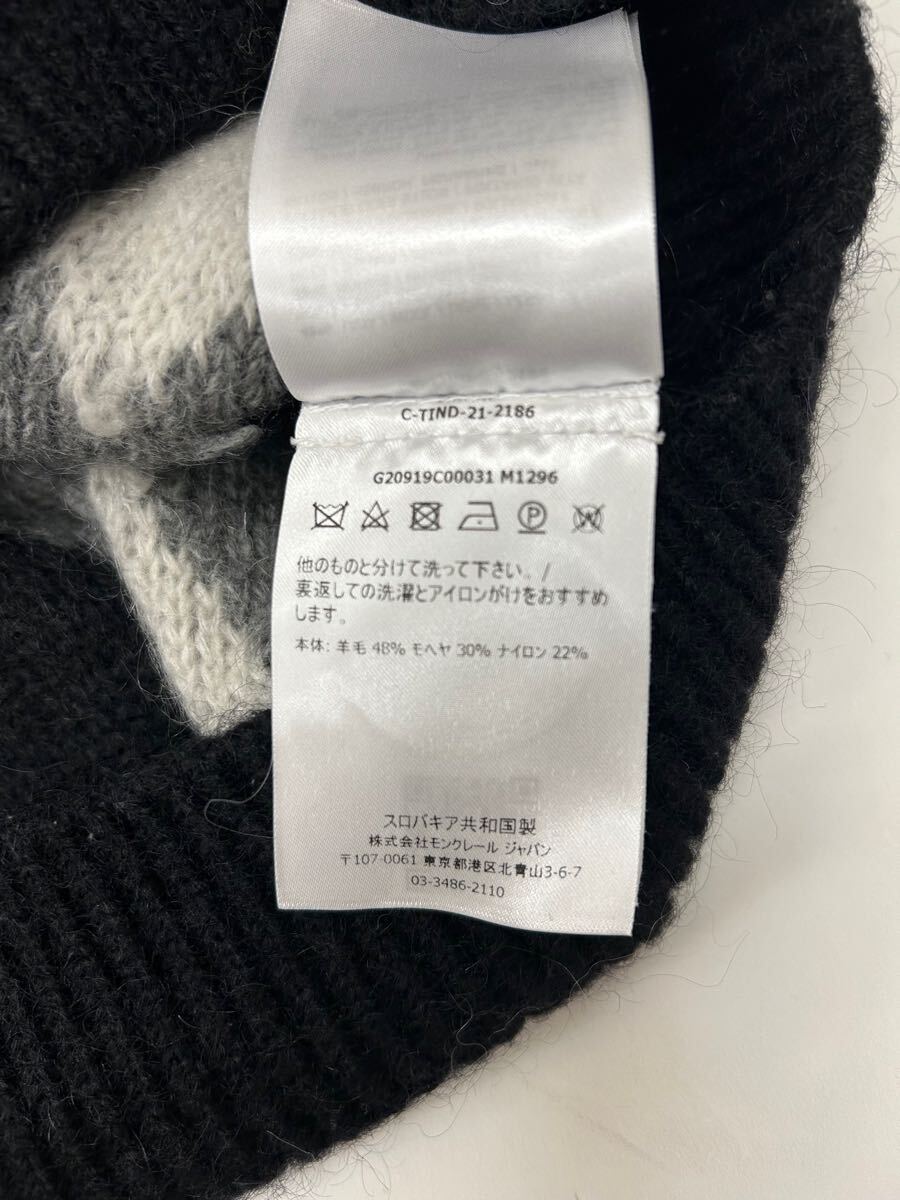 C-TIND-21-2186
G20919C00031 M1296
P W
他のものと分けて洗って下さい。/
裏返しての洗濯とアイロンがけをおすすめ
します。
本体: 羊毛 48% モヘヤ 30% ナイロン 22%
スロバキア共和国製
株式会社モンクレール ジャパン
〒107-0061 東京都港区北青山3-6-7
03-3486-2110